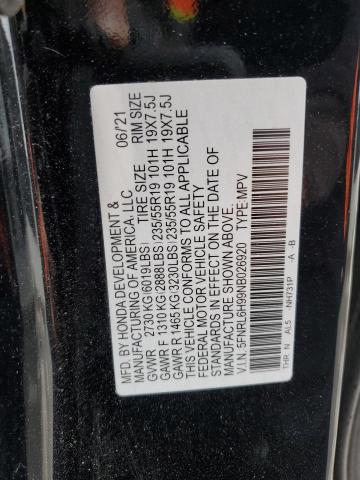 MFD. BY HONDA DEVELOPMENT & 06/'21
MANUFACTURING OF AMERICA, LLC
TIRE SIZE RIM SIZE
GVWR 2730 KG(6019LBS)
GAWR F 1310 KG(2888LBS)235/55R19 101H 19X7.5J
GAWR R 1465 KG(3230LBS)235/55R19 101H 19X7.5J
THIS VEHICLE CONFORMS TO ALL APPLICABLE
FEDERAL MOTOR VEHICLE SAFETY
STANDARDS IN EFFECT ON THE DATE OF
MANUFACTURE SHOWN ABOVE.
V.I.N. 5FNRL6H99NB026920 TYPE:MPV
THR N AL5 NH731P -A -B